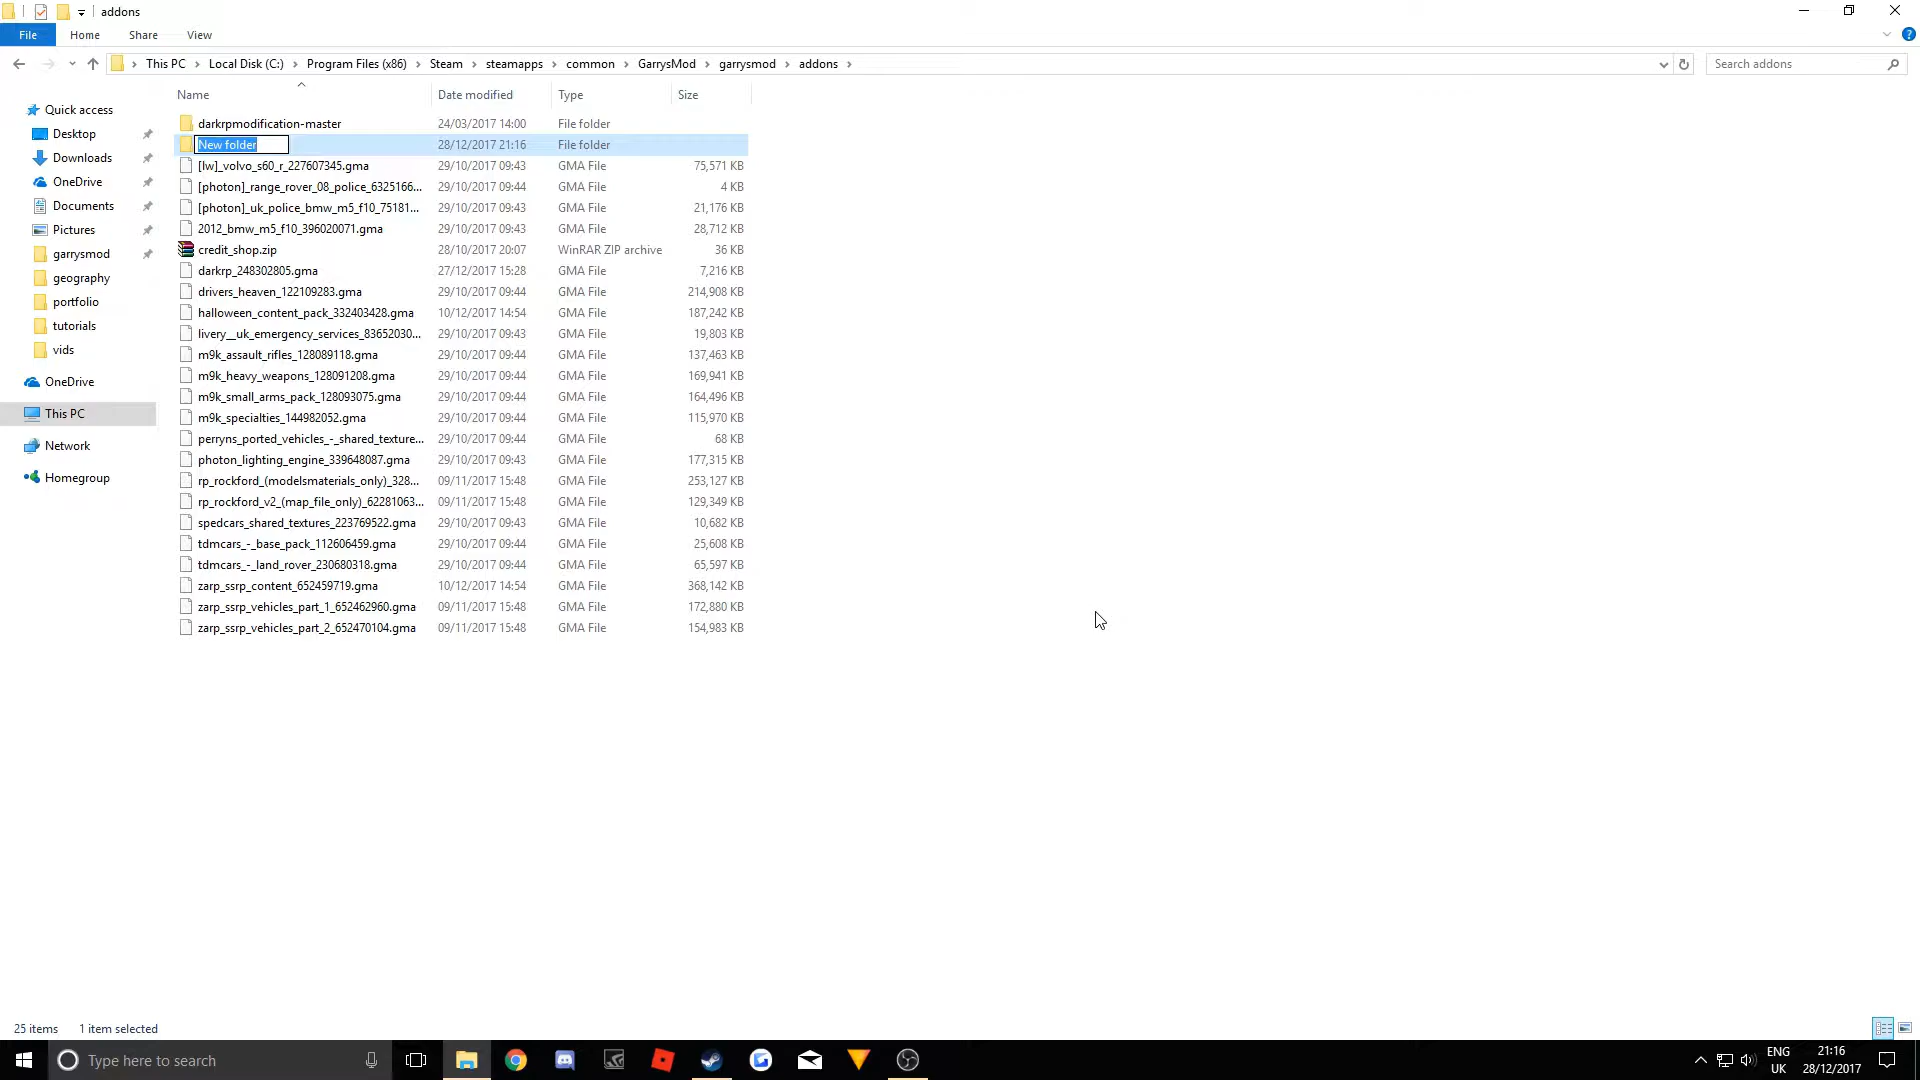 addons
File Home Share View
This PC Local Disk (C:) Program Files (x86) Steam steamapps common GarrysMod garrysmod addons Search addons
Name Date modified Type Size
Quick access
Desktop
Downloads
OneDrive
Documents
Pictures
garrysmod
geography
portfolio
tutorials
vids
OneDrive
This PC
Network
Homegroup
darkrpmodification-master 24/03/2017 14:00 File folder
New folder 28/12/2017 21:16 File folder
[lw]_volvo_s60_r_227607345.gma 29/10/2017 09:43 GMA File 75,571 KB
[photon]_range_rover_08_police_6325166... 29/10/2017 09:44 GMA File 4 KB
[photon]_uk_police_bmw_m5_f10_75181... 29/10/2017 09:43 GMA File 21,176 KB
2012_bmw_m5_f10_396020071.gma 29/10/2017 09:43 GMA File 28,712 KB
credit_shop.zip 28/10/2017 20:07 WinRAR ZIP archive 36 KB
darkrp_248302805.gma 27/12/2017 15:28 GMA File 7,216 KB
drivers_heaven_122109283.gma 29/10/2017 09:44 GMA File 214,908 KB
halloween_content_pack_332403428.gma 10/12/2017 14:54 GMA File 187,242 KB
livery__uk_emergency_services_83652030... 29/10/2017 09:43 GMA File 19,803 KB
m9k_assault_rifles_128089118.gma 29/10/2017 09:44 GMA File 137,463 KB
m9k_heavy_weapons_128091208.gma 29/10/2017 09:44 GMA File 169,941 KB
m9k_small_arms_pack_128093075.gma 29/10/2017 09:44 GMA File 164,496 KB
m9k_specialties_144982052.gma 29/10/2017 09:44 GMA File 115,970 KB
perryns_ported_vehicles_-_shared_texture... 29/10/2017 09:44 GMA File 68 KB
photon_lighting_engine_339648087.gma 29/10/2017 09:43 GMA File 177,315 KB
rp_rockford_(modelsmaterials_only)_328... 09/11/2017 15:48 GMA File 253,127 KB
rp_rockford_v2_(map_file_only)_62281063... 09/11/2017 15:48 GMA File 129,349 KB
spedcars_shared_textures_223769522.gma 29/10/2017 09:43 GMA File 10,682 KB
tdmcars_-_base_pack_112606459.gma 29/10/2017 09:44 GMA File 25,608 KB
tdmcars_-_land_rover_230680318.gma 29/10/2017 09:44 GMA File 65,597 KB
zarp_ssrp_content_652459719.gma 10/12/2017 14:54 GMA File 368,142 KB
zarp_ssrp_vehicles_part_1_652462960.gma 09/11/2017 15:48 GMA File 172,880 KB
zarp_ssrp_vehicles_part_2_652470104.gma 09/11/2017 15:48 GMA File 154,983 KB
25 items 1 item selected
Type here to search
ENG
UK
21:16
28/12/2017